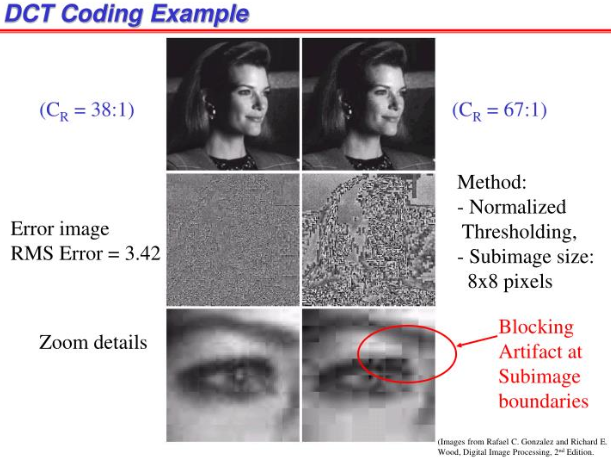 DCT Coding Example
(CR = 38:1)
(CR = 67:1)
Method:
- Normalized
Thresholding,
- Subimage size:
8x8 pixels
Error image
RMS Error = 3.42
Zoom details
Blocking
Artifact at
Subimage
boundaries
(Images from Rafael C. Gonzalez and Richard E.
Wood, Digital Image Processing, 2nd Edition.